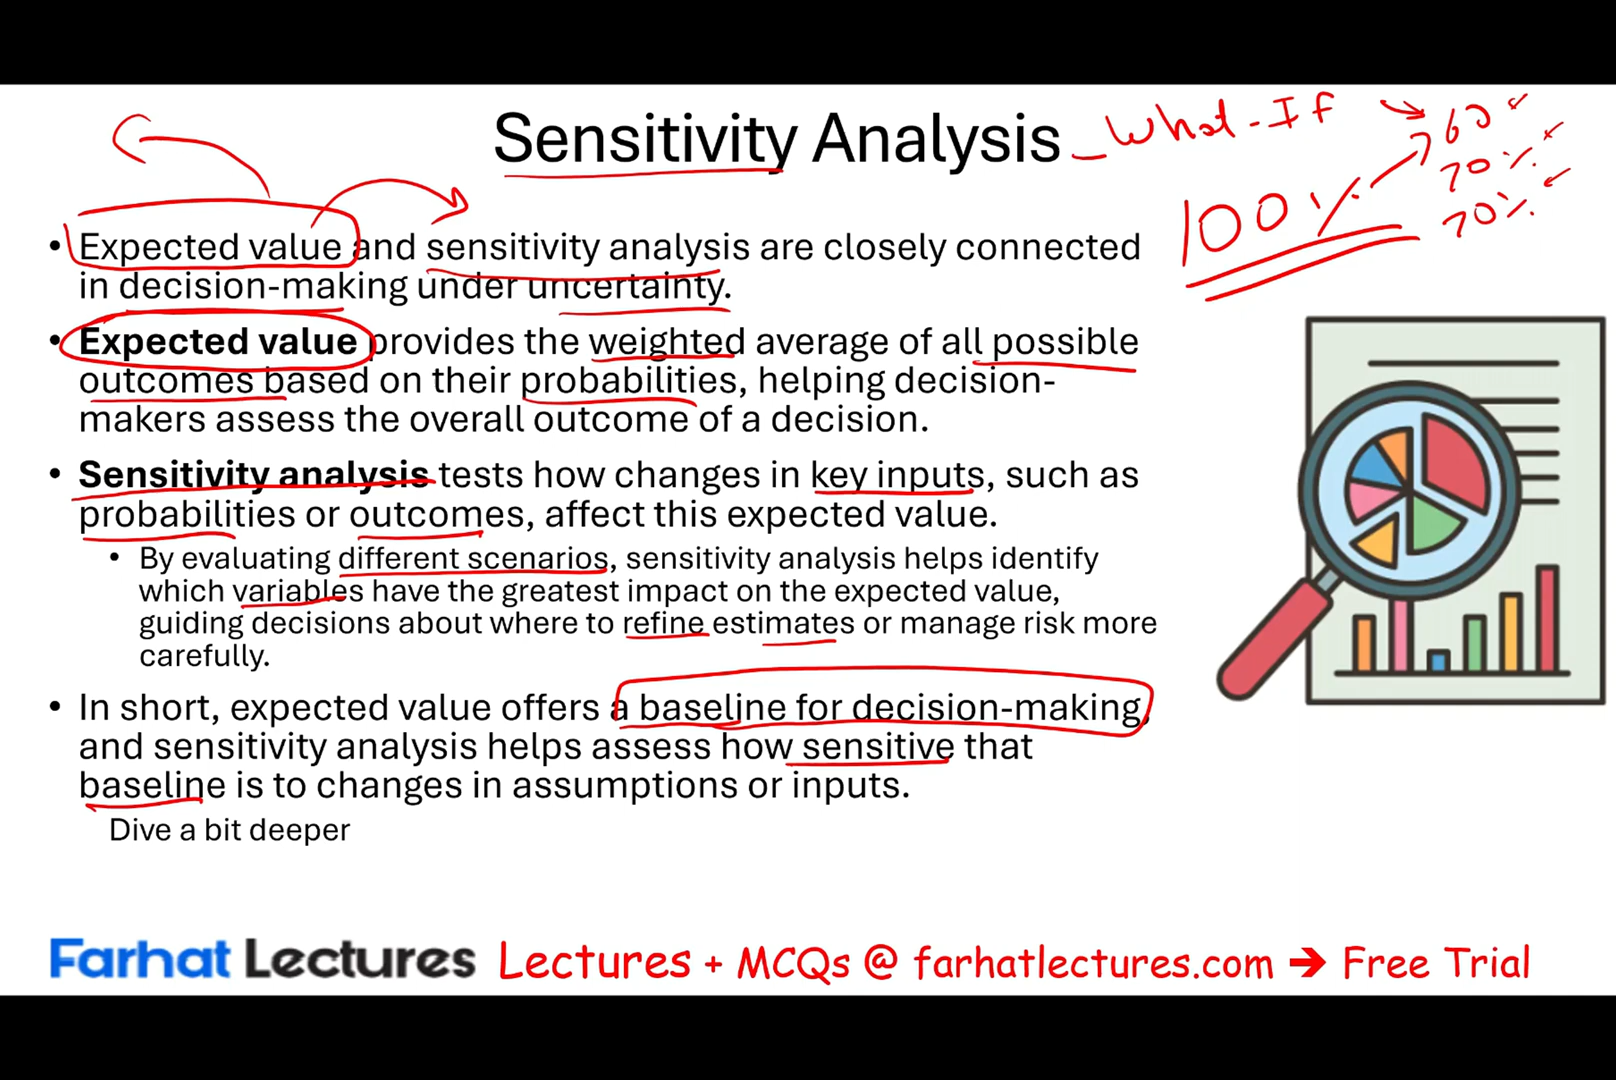 Sensitivity Analysis
What-If
60
70%
70%
100%
• Expected value and sensitivity analysis are closely connected
in decision-making under uncertainty.
• Expected value provides the weighted average of all possible
outcomes based on their probabilities, helping decision-
makers assess the overall outcome of a decision.
• Sensitivity analysis tests how changes in key inputs, such as
probabilities or outcomes, affect this expected value.
• By evaluating different scenarios, sensitivity analysis helps identify
which variables have the greatest impact on the expected value,
guiding decisions about where to refine estimates or manage risk more
carefully.
• In short, expected value offers a baseline for decision-making,
and sensitivity analysis helps assess how sensitive that
baseline is to changes in assumptions or inputs.
Dive a bit deeper
Farhat Lectures Lectures + MCQs @ farhatlectures.com → Free Trial